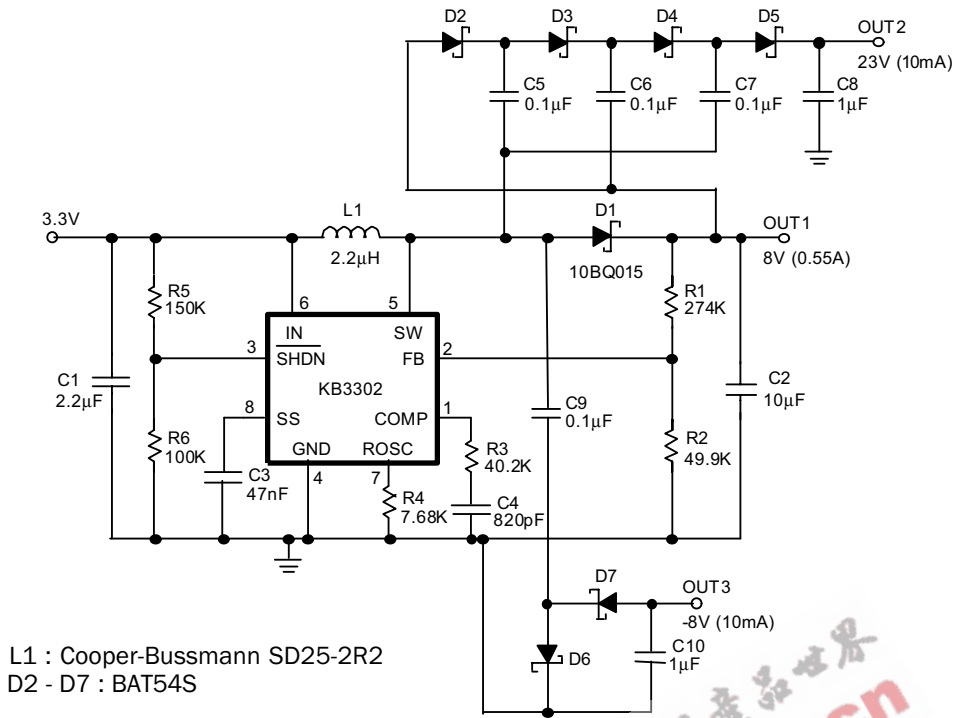 D2
D3
D4
D5
OUT2
23V (10mA)
C5
0.1μF
C6
0.1μF
C7
0.1μF
C8
1μF
3.3V
L1
2.2μH
D1
10BQ015
OUT1
8V (0.55A)
R5
150K
6
5
IN
SW
R1
274K
3
SHDN
FB
2
KB3302
C1
2.2μF
C2
10μF
8
SS
COMP
1
C9
0.1μF
R6
100K
GND
ROSC
R3
40.2K
R2
49.9K
C3
47nF
4
7
R4
7.68K
C4
820pF
D7
OUT3
-8V (10mA)
D6
C10
1μF
L1 : Cooper-Bussmann SD25-2R2
D2 - D7 : BAT54S